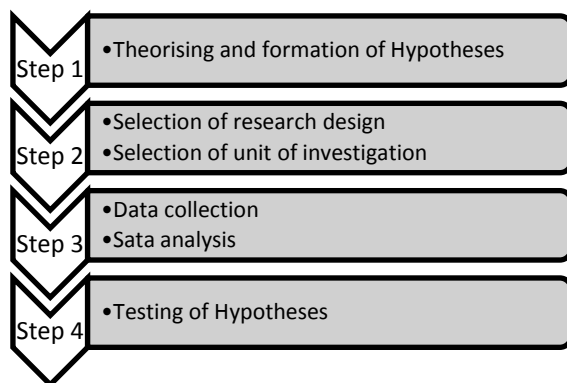 Step 1
•Theorising and formation of Hypotheses
Step 2
•Selection of research design
•Selection of unit of investigation
Step 3
•Data collection
•Sata analysis
Step 4
•Testing of Hypotheses